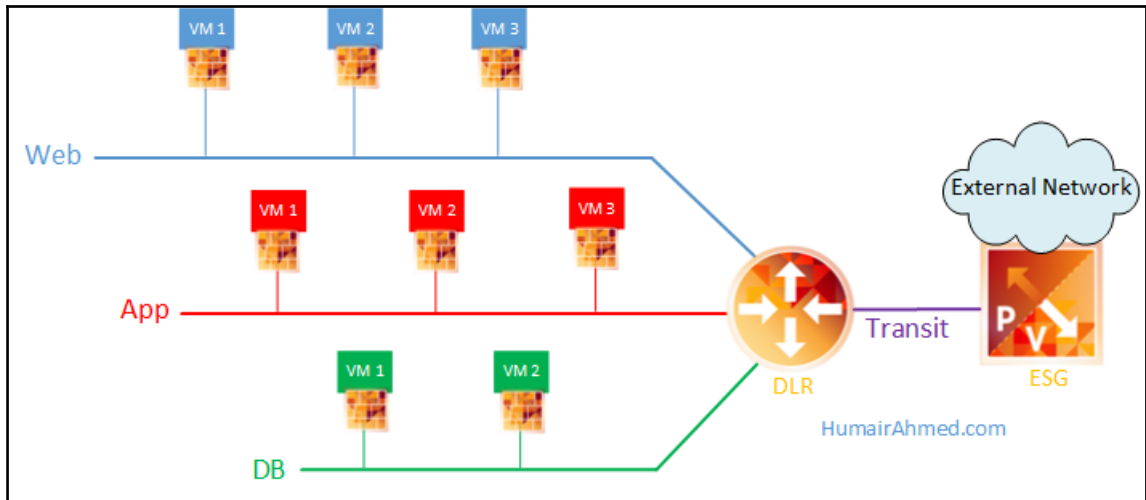 VM 1
VM 2
VM 3
Web
External Network
VM 1
VM 2
VM 3
App
Transit
P
V
DLR
ESG
VM 1
VM 2
HumairAhmed.com
DB